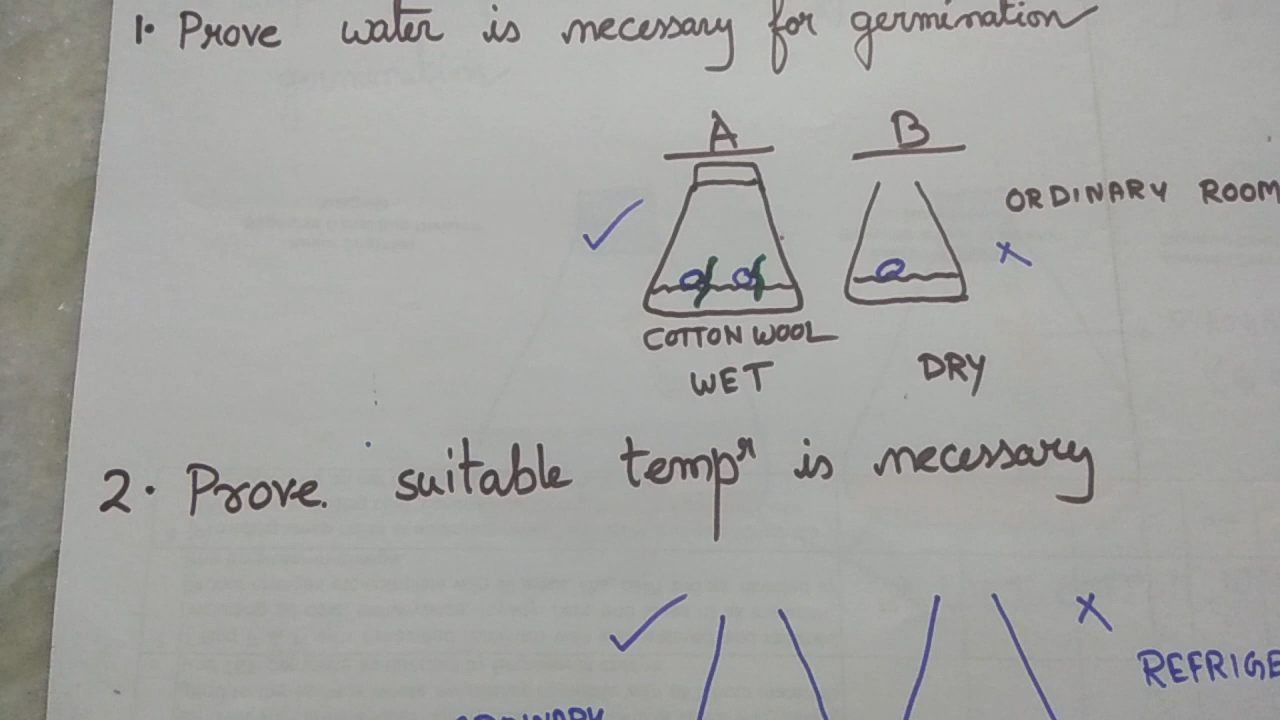 1. Prove water is necessary for germination
A B
ORDINARY ROOM
COTTON WOOL
WET DRY
2. Prove. suitable tempr is necessary
REFRIGE
ORDINARY